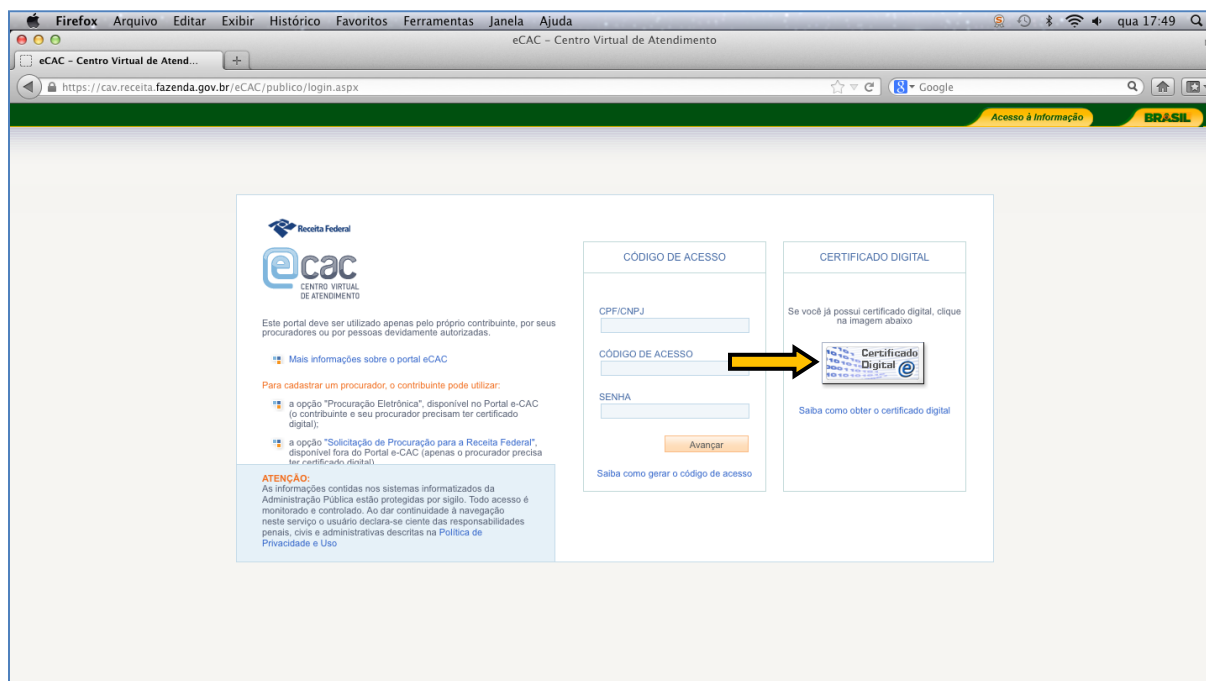 Firefox Arquivo Editar Exibir Histórico Favoritos Ferramentas Janela Ajuda
qua 17:49
eCAC – Centro Virtual de Atendimento
eCAC – Centro Virtual de Atend...
https://cav.receita.fazenda.gov.br/eCAC/publico/login.aspx
Google
Acesso à Informação
BRASIL
Receita Federal
ecac
CENTRO VIRTUAL
DE ATENDIMENTO
Este portal deve ser utilizado apenas pelo próprio contribuinte, por seus
procuradores ou por pessoas devidamente autorizadas.
Mais informações sobre o portal eCAC
Para cadastrar um procurador, o contribuinte pode utilizar:
a opção "Procuração Eletrônica", disponível no Portal e-CAC
(o contribuinte e seu procurador precisam ter certificado
digital);
a opção "Solicitação de Procuração para a Receita Federal",
disponível fora do Portal e-CAC (apenas o procurador precisa
ter certificado digital)
ATENÇÃO:
As informações contidas nos sistemas informatizados da
Administração Pública estão protegidas por sigilo. Todo acesso é
monitorado e controlado. Ao dar continuidade à navegação
neste serviço o usuário declara-se ciente das responsabilidades
penais, civis e administrativas descritas na Política de
Privacidade e Uso
CÓDIGO DE ACESSO
CPF/CNPJ
CÓDIGO DE ACESSO
SENHA
Avançar
Saiba como gerar o código de acesso
CERTIFICADO DIGITAL
Se você já possui certificado digital, clique
na imagem abaixo
Certificado
Digital
Saiba como obter o certificado digital